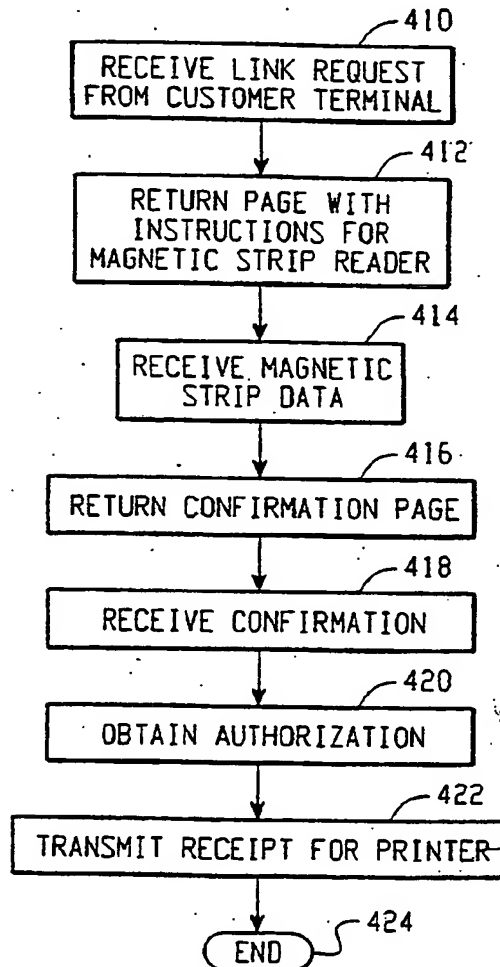 410
RECEIVE LINK REQUEST
FROM CUSTOMER TERMINAL
412
RETURN PAGE WITH
INSTRUCTIONS FOR
MAGNETIC STRIP READER
414
RECEIVE MAGNETIC
STRIP DATA
416
RETURN CONFIRMATION PAGE
418
RECEIVE CONFIRMATION
420
OBTAIN AUTHORIZATION
422
TRANSMIT RECEIPT FOR PRINTER
424
END